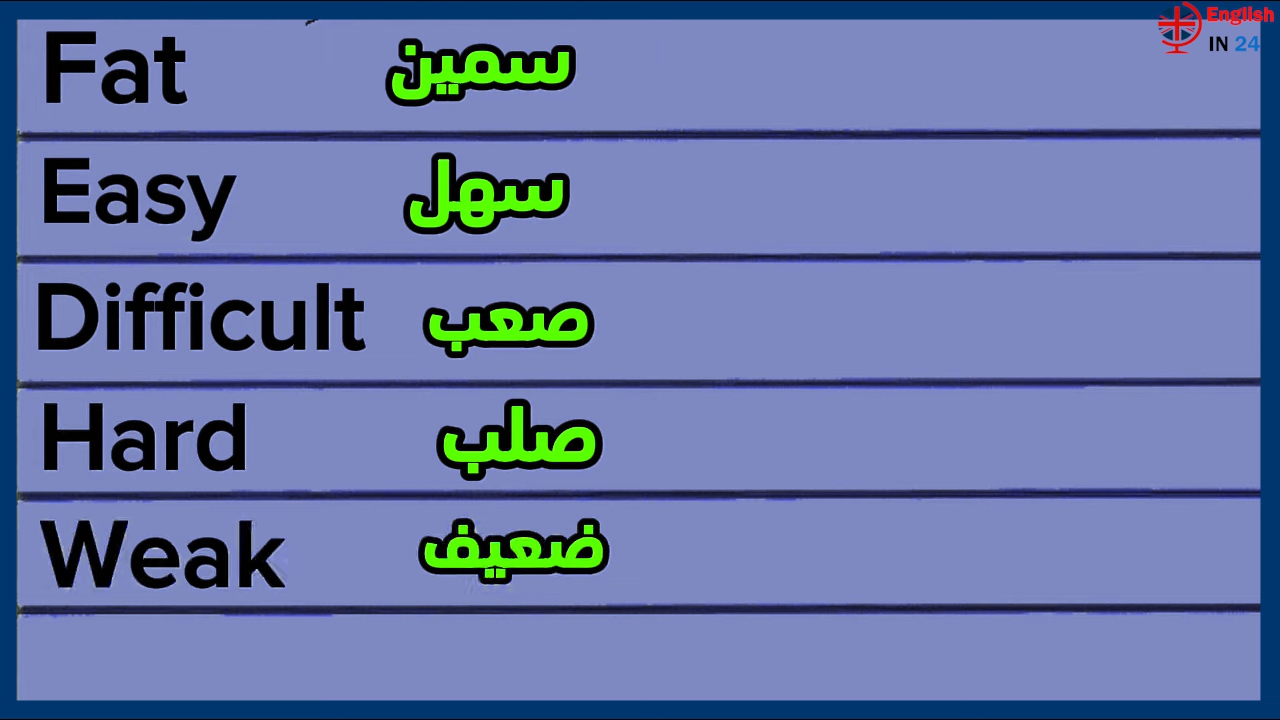 English
IN 24
Fat سمين
Easy سهل
Difficult صعب
Hard صلب
Weak ضعيف